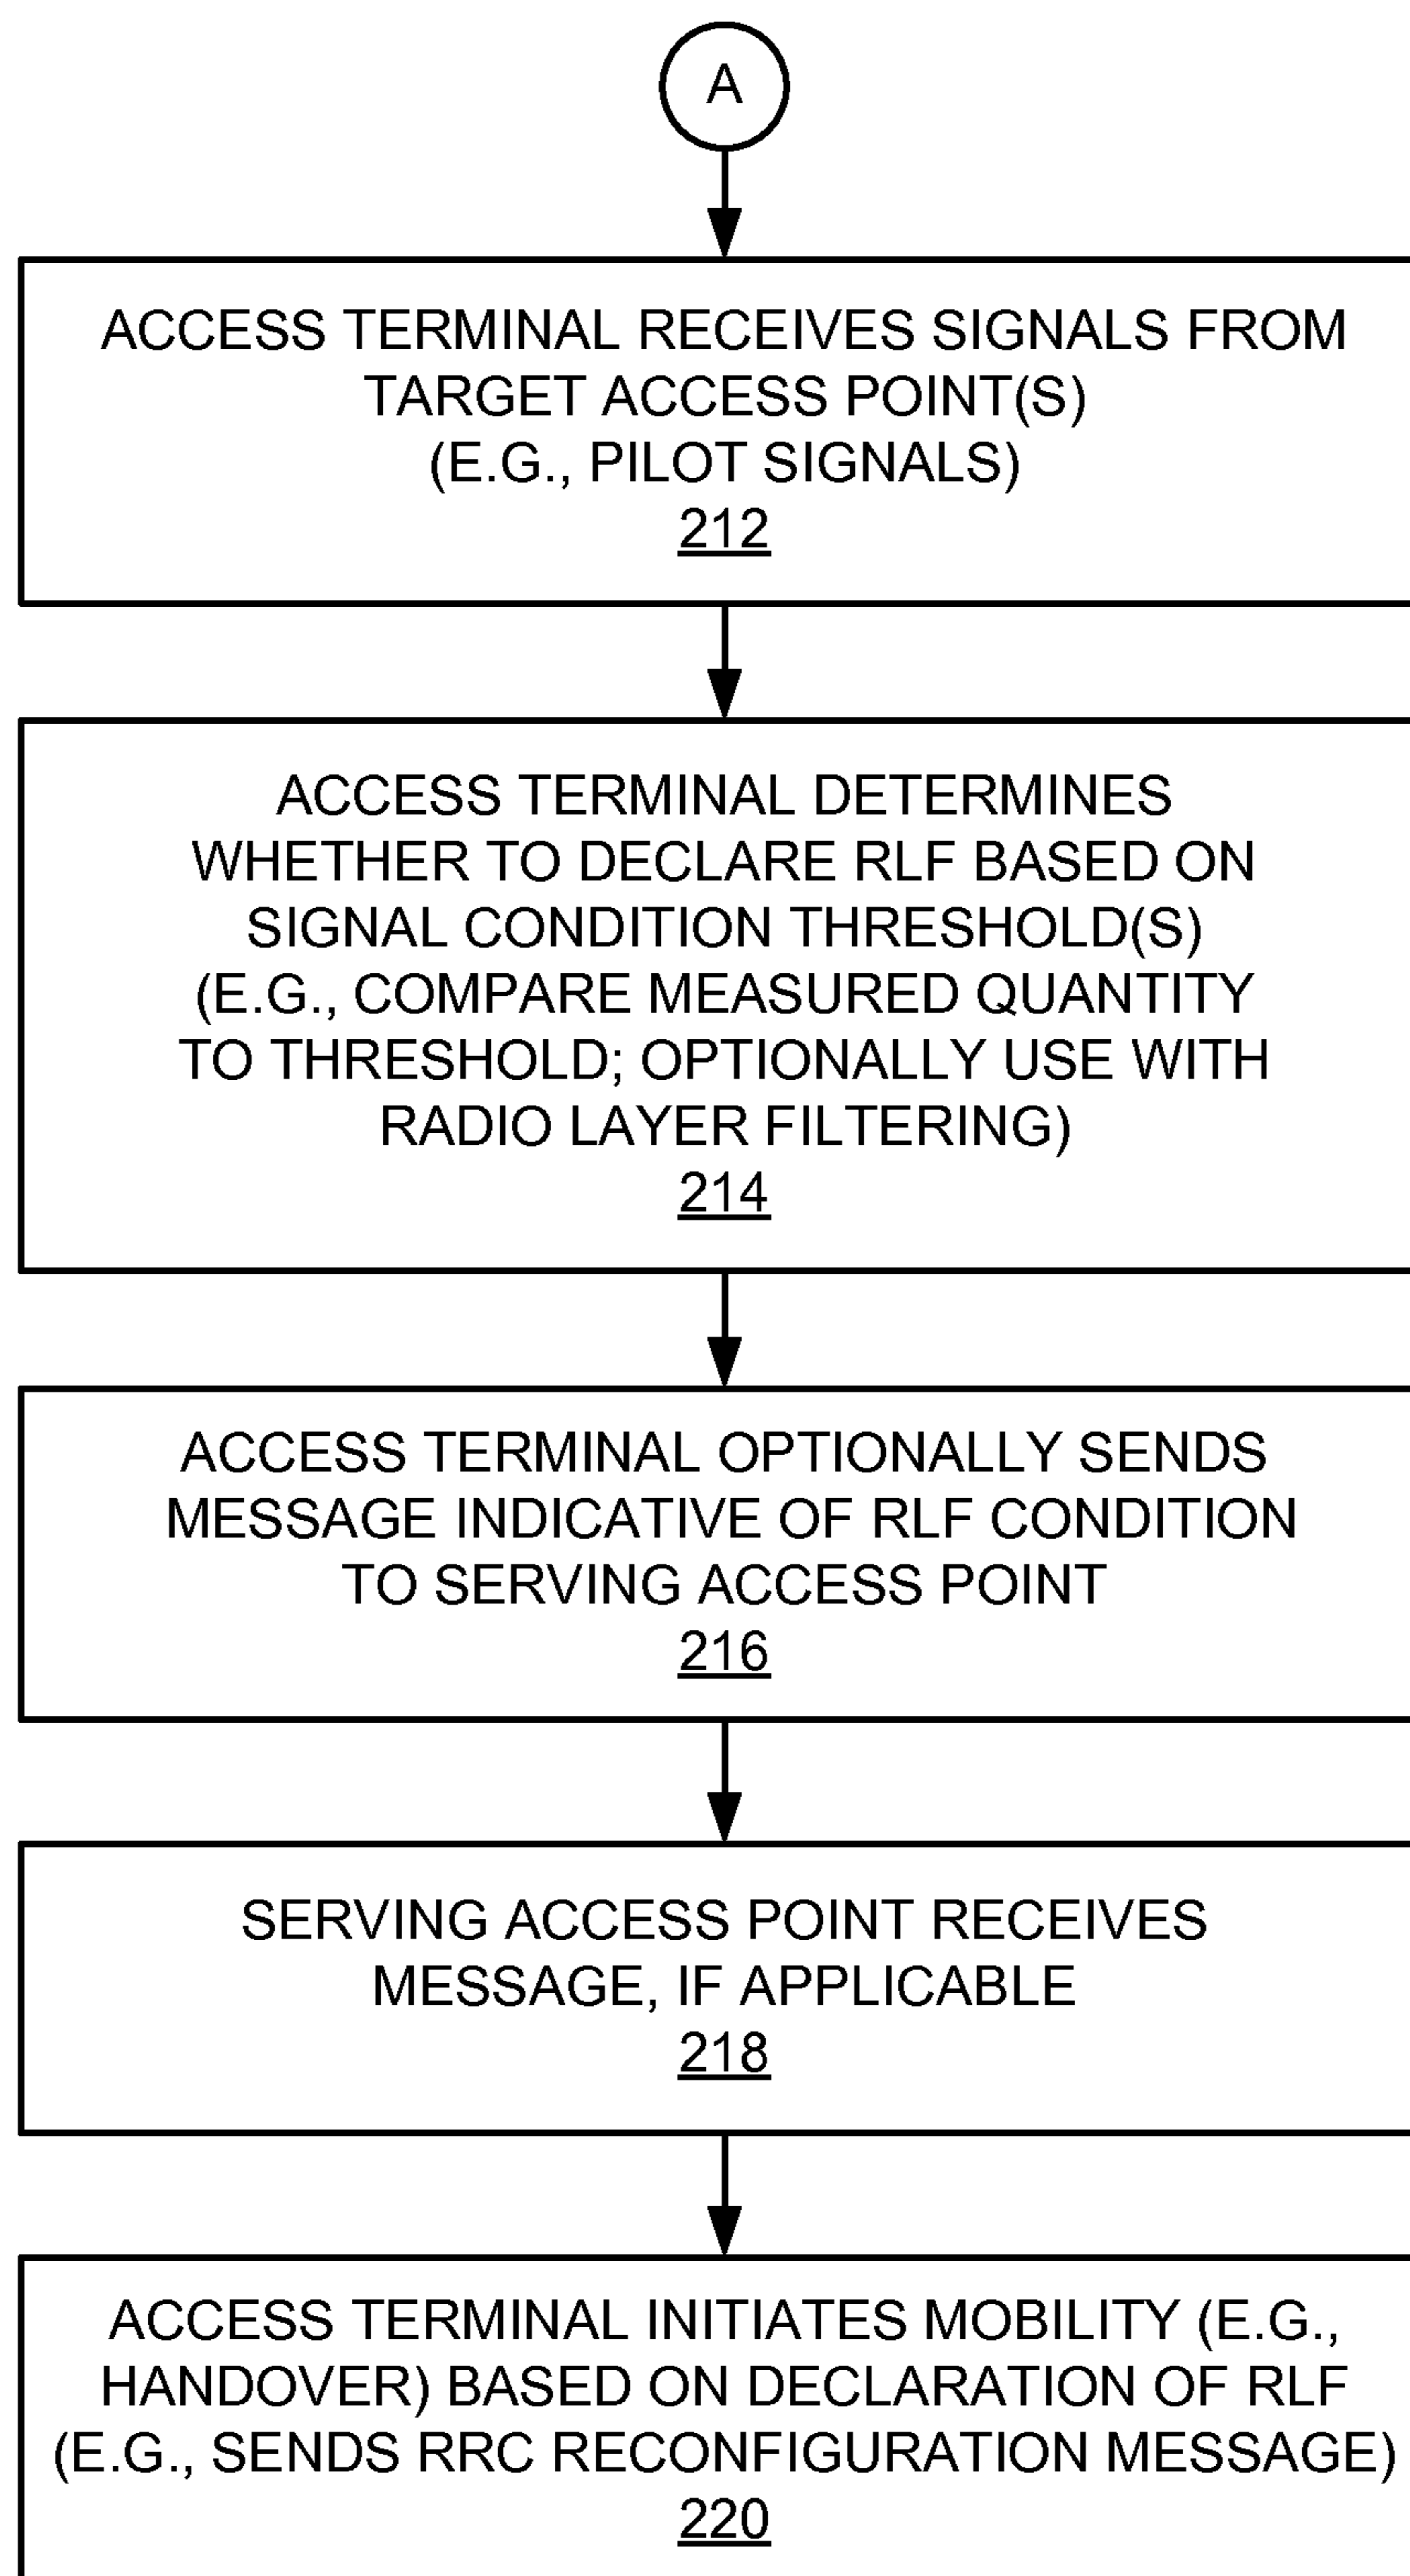 A
ACCESS TERMINAL RECEIVES SIGNALS FROM
TARGET ACCESS POINT(S)
(E.G., PILOT SIGNALS)
212
ACCESS TERMINAL DETERMINES
WHETHER TO DECLARE RLF BASED ON
SIGNAL CONDITION THRESHOLD(S)
(E.G., COMPARE MEASURED QUANTITY
TO THRESHOLD; OPTIONALLY USE WITH
RADIO LAYER FILTERING)
214
ACCESS TERMINAL OPTIONALLY SENDS
MESSAGE INDICATIVE OF RLF CONDITION
TO SERVING ACCESS POINT
216
SERVING ACCESS POINT RECEIVES
MESSAGE, IF APPLICABLE
218
ACCESS TERMINAL INITIATES MOBILITY (E.G.,
HANDOVER) BASED ON DECLARATION OF RLF
(E.G., SENDS RRC RECONFIGURATION MESSAGE)
220